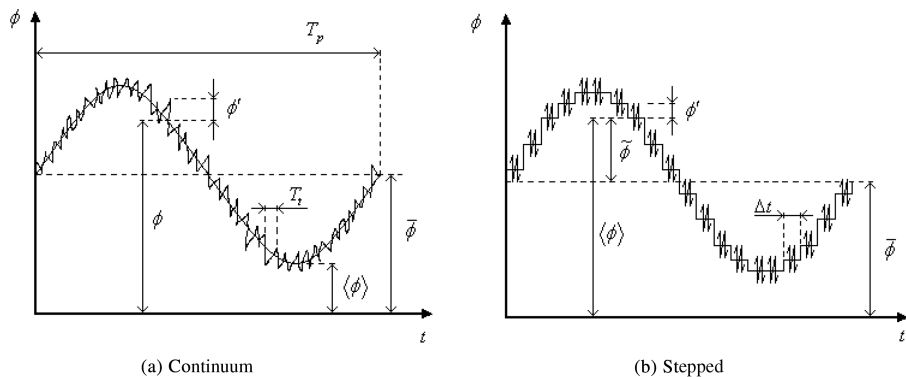 ϕ
T_p
ϕ'
T_t
ϕ
ϕ̅
⟨ϕ⟩
t
(a) Continuum
ϕ
ϕ'
ϕ̃
Δt
⟨ϕ⟩
ϕ̅
t
(b) Stepped